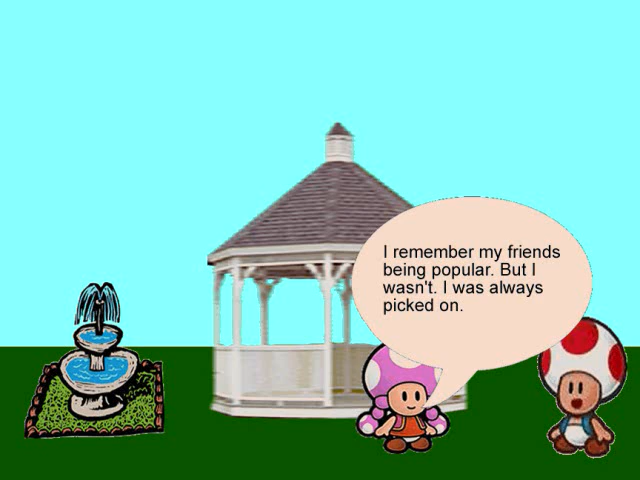 I remember my friends
being popular. But I
wasn't. I was always
picked on.